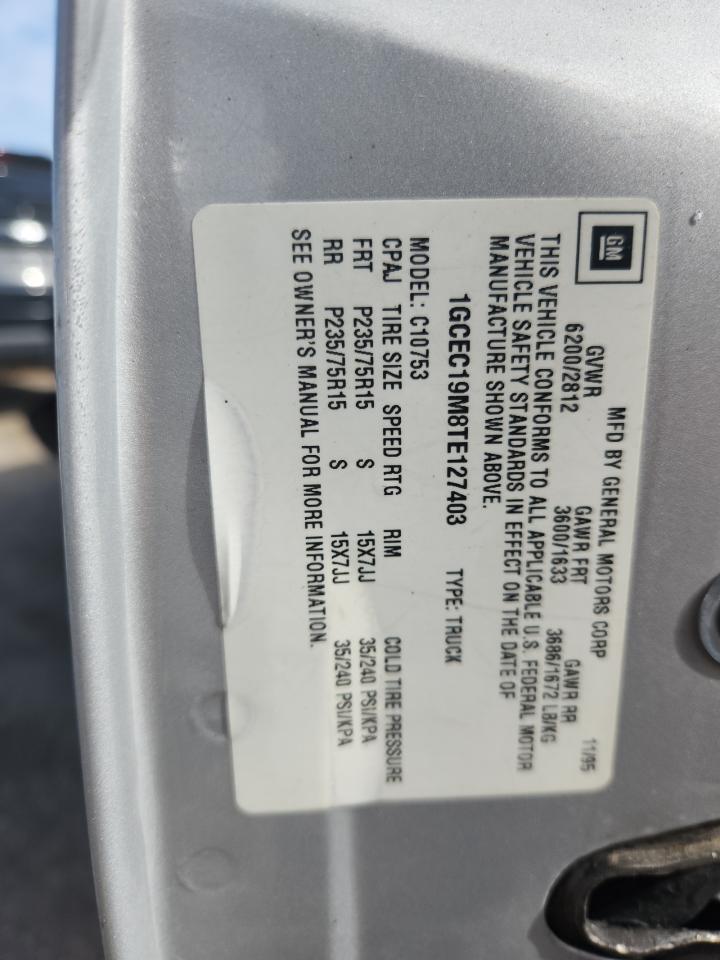 GM
MFD BY GENERAL MOTORS CORP 11/95
GVWR GAWR FRT GAWR RR
6200/2812 3600/1633 3686/1672 LB/KG
THIS VEHICLE CONFORMS TO ALL APPLICABLE U.S. FEDERAL MOTOR
VEHICLE SAFETY STANDARDS IN EFFECT ON THE DATE OF
MANUFACTURE SHOWN ABOVE.
1GCEC19M8TE127403 TYPE: TRUCK
MODEL: C10753
CPAJ TIRE SIZE SPEED RTG RIM COLD TIRE PRESSURE
FRT P235/75R15 S 15X7JJ 35/240 PSI/KPA
RR P235/75R15 S 15X7JJ 35/240 PSI/KPA
SEE OWNER'S MANUAL FOR MORE INFORMATION.